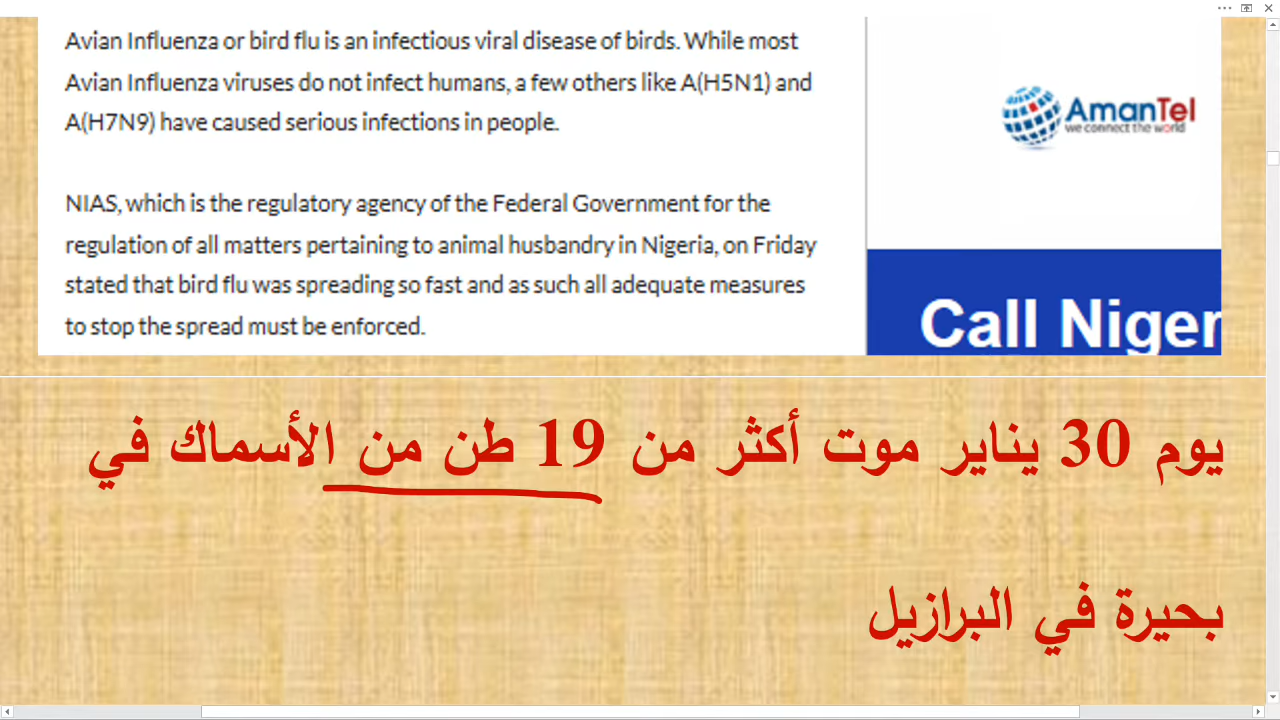 Avian Influenza or bird flu is an infectious viral disease of birds. While most
Avian Influenza viruses do not infect humans, a few others like A(H5N1) and
A(H7N9) have caused serious infections in people.
NIAS, which is the regulatory agency of the Federal Government for the
regulation of all matters pertaining to animal husbandry in Nigeria, on Friday
stated that bird flu was spreading so fast and as such all adequate measures
to stop the spread must be enforced.
AmanTel
we connect the world
Call Niger
يوم 30 يناير موت أكثر من 19 طن من الأسماك في
بحيرة في البرازيل